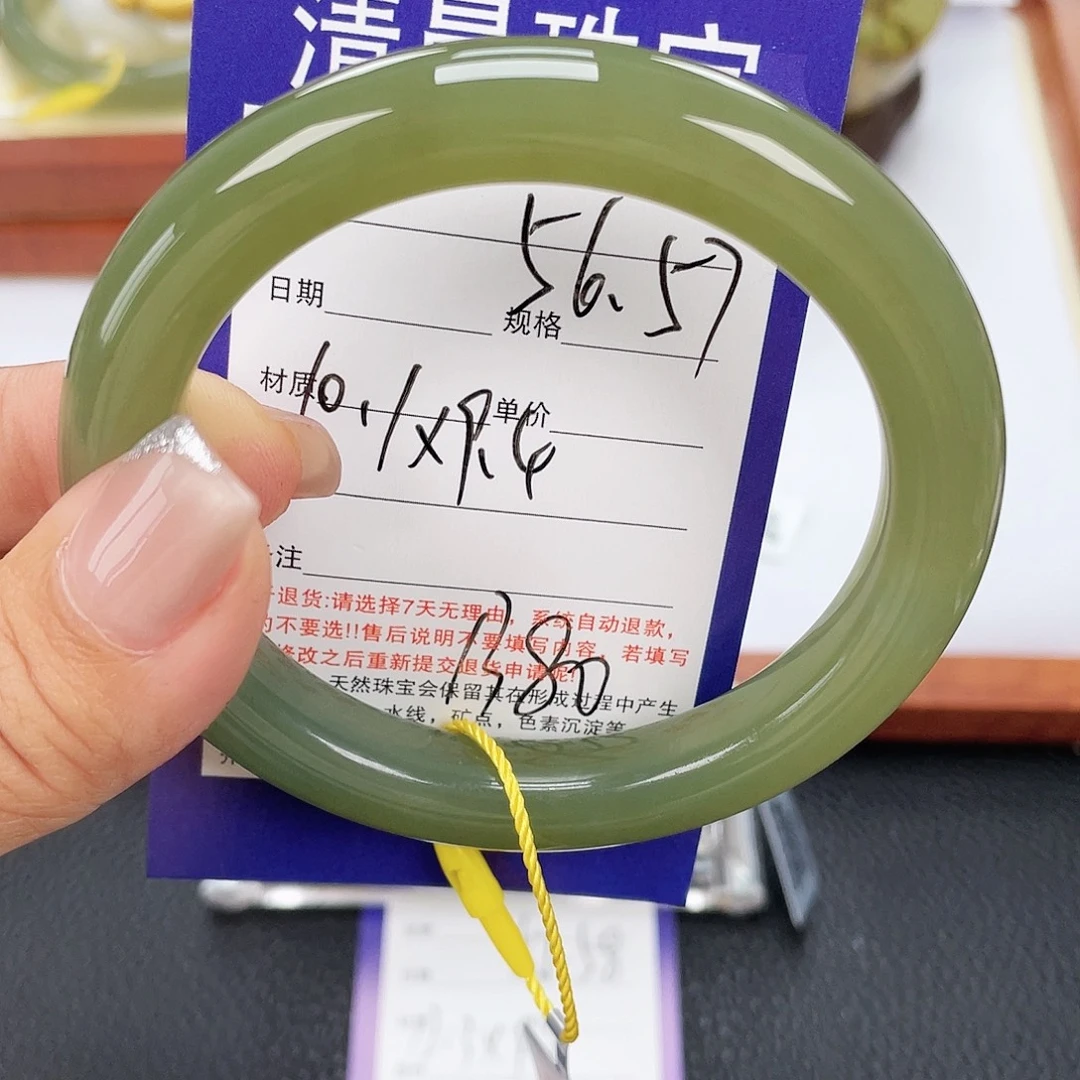 清
56.57
日期 规格
材质 10.1x9.4 单价
注
退货:请选择7天无理由,系统自动退款,
不要选!!售后说明不要填写内容,若填写
修改之后重新提交退货申请呢!
1380
天然珠宝会保留其在形成过程中产生
水线,矿点,色素沉淀等